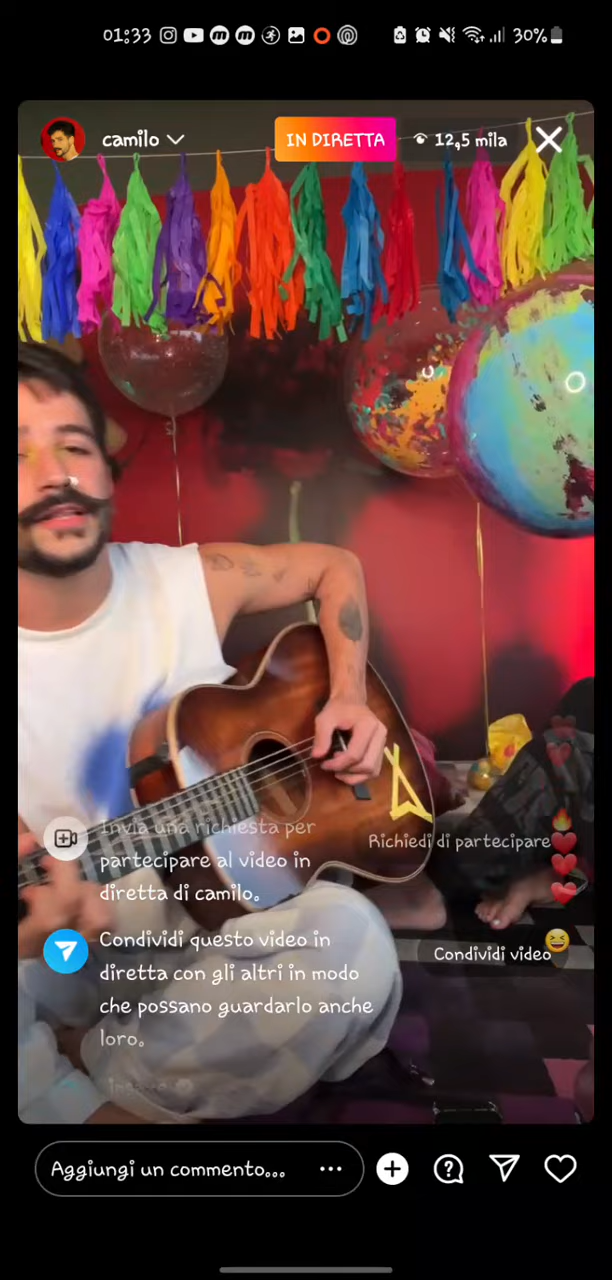 01:33
30%
camilo
IN DIRETTA
12,5 mila
Invia una richiesta per
partecipare al video in
diretta di camilo.
Richiedi di partecipare
Condividi questo video in
diretta con gli altri in modo
che possano guardarlo anche
loro.
Condividi video
Aggiungi un commento...